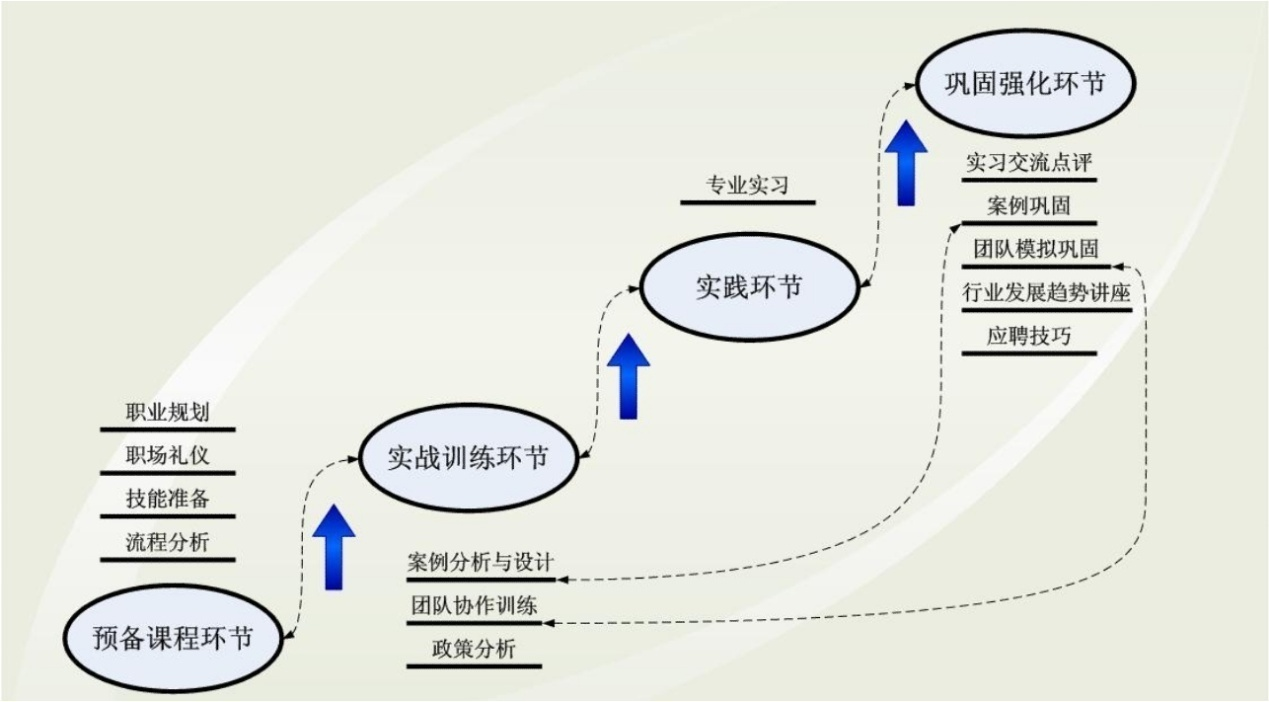 巩固强化环节
实习交流点评
案例巩固
团队模拟巩固
行业发展趋势讲座
应聘技巧
专业实习
实践环节
职业规划
职场礼仪
技能准备
流程分析
实战训练环节
案例分析与设计
团队协作训练
政策分析
预备课程环节